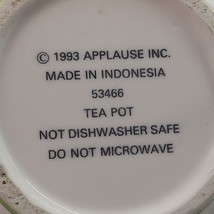 © 1993 APPLAUSE INC.
MADE IN INDONESIA
53466
TEA POT
NOT DISHWASHER SAFE
DO NOT MICROWAVE